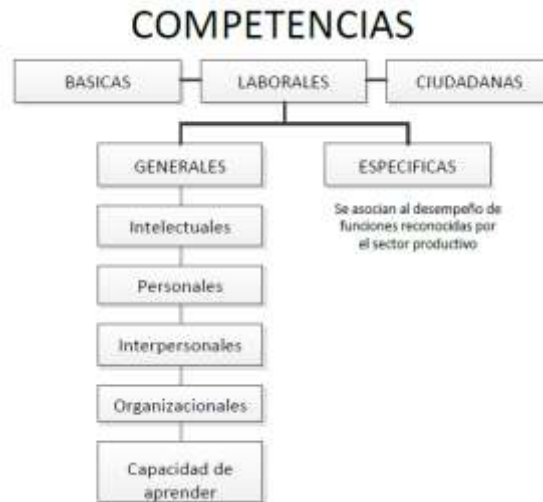 COMPETENCIAS
BASICAS
LABORALES
CIUDADANAS
GENERALES
ESPECIFICAS
Se asocian al desempeño de
funciones reconocidas por
el sector productivo
Intelectuales
Personales
Interpersonales
Organizacionales
Capacidad de
aprender